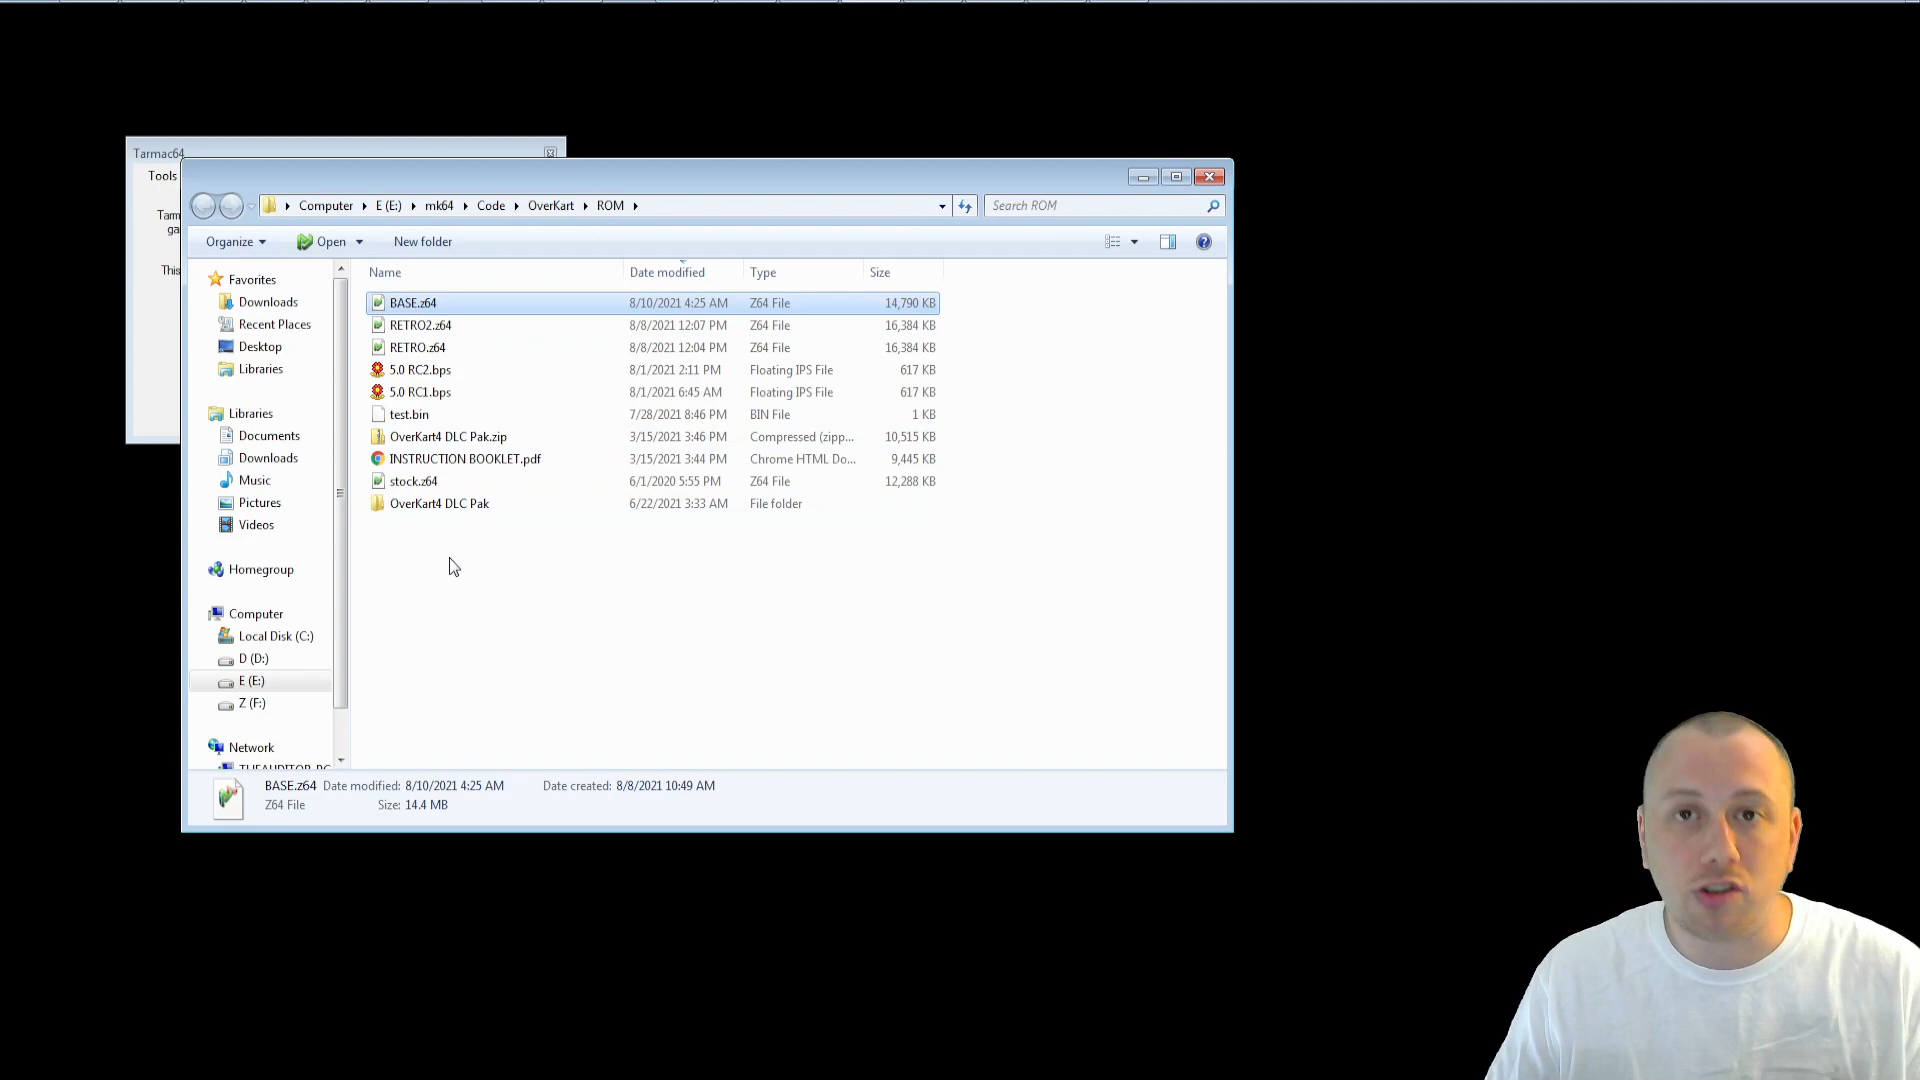 Tarmac64
Tools
Tarm
ga
This
Computer E (E:) mk64 Code OverKart ROM
Search ROM
Organize Open New folder
Name Date modified Type Size
BASE.z64 8/10/2021 4:25 AM Z64 File 14,790 KB
RETRO2.z64 8/8/2021 12:07 PM Z64 File 16,384 KB
RETRO.z64 8/8/2021 12:04 PM Z64 File 16,384 KB
5.0 RC2.bps 8/1/2021 2:11 PM Floating IPS File 617 KB
5.0 RC1.bps 8/1/2021 6:45 AM Floating IPS File 617 KB
test.bin 7/28/2021 8:46 PM BIN File 1 KB
OverKart4 DLC Pak.zip 3/15/2021 3:46 PM Compressed (zipp... 10,515 KB
INSTRUCTION BOOKLET.pdf 3/15/2021 3:44 PM Chrome HTML Do... 9,445 KB
stock.z64 6/1/2020 5:55 PM Z64 File 12,288 KB
OverKart4 DLC Pak 6/22/2021 3:33 AM File folder
Favorites
Downloads
Recent Places
Desktop
Libraries
Libraries
Documents
Downloads
Music
Pictures
Videos
Homegroup
Computer
Local Disk (C:)
D (D:)
E (E:)
Z (F:)
Network
THEAUDITOR-PC
BASE.z64 Date modified: 8/10/2021 4:25 AM Date created: 8/8/2021 10:49 AM
Z64 File Size: 14.4 MB